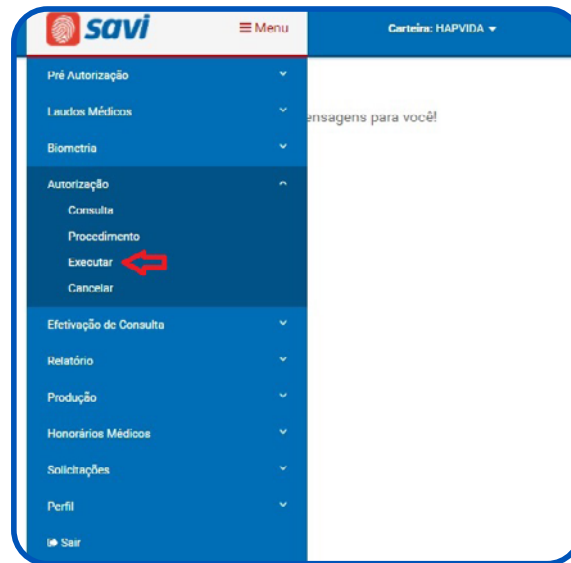 savi
Menu
Carteira: HAPVIDA
Pré Autorização
Laudos Médicos
ensagens para você!
Biometria
Autorização
Consulta
Procedimento
Executar
Cancelar
Efetivação de Consulta
Relatório
Produção
Honorários Médicos
Solicitações
Perfil
Sair